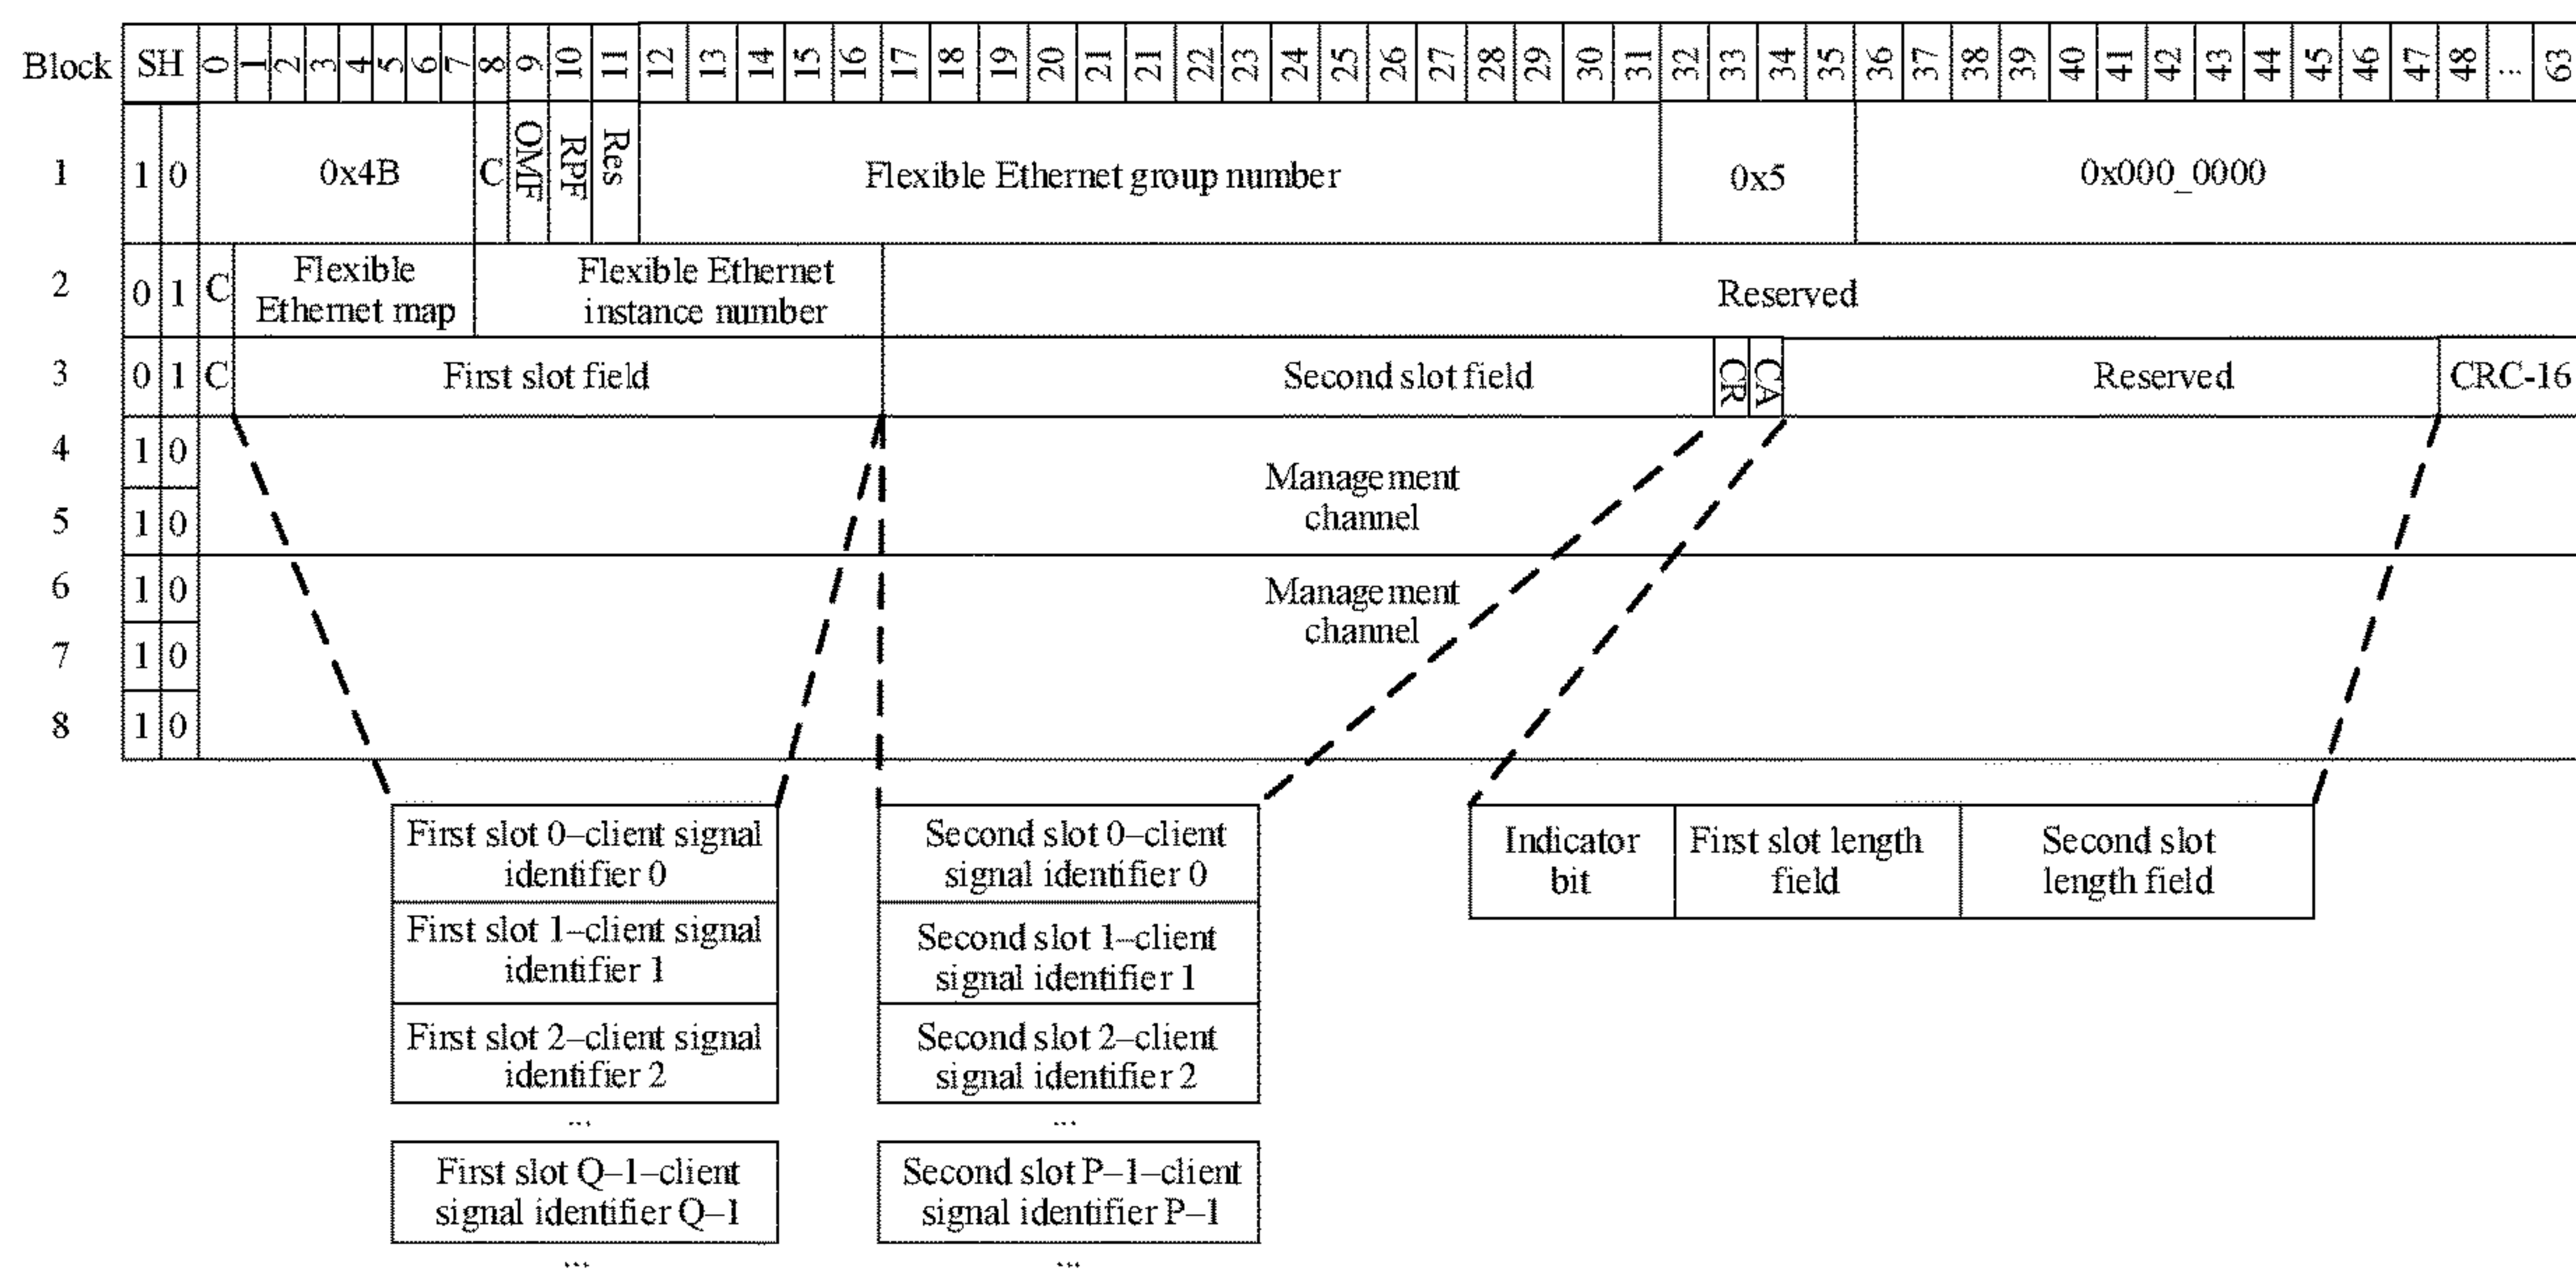 Block SH 0 1 2 3 4 5 6 7 8 9 10 11 12 13 14 15 16 17 18 19 20 21 21 22 23 24 25 26 27 28 29 30 31 32 33 34 35 36 37 38 39 40 41 42 43 44 45 46 47 48 ... 63
1 1 0 0x4B C OMF RPF Res Flexible Ethernet group number 0x5 0x000_0000
2 0 1 C Flexible
Ethernet map
Flexible Ethernet
instance number
Reserved
3 0 1 C First slot field Second slot field CR CA Reserved CRC-16
4 1 0
5 1 0
Management
channel
6 1 0
7 1 0
Management
channel
8 1 0
First slot 0–client signal
identifier 0
First slot 1–client signal
identifier 1
First slot 2–client signal
identifier 2
...
First slot Q–1–client
signal identifier Q–1
...
Second slot 0–client
signal identifier 0
Second slot 1–client
signal identifier 1
Second slot 2–client
signal identifier 2
...
Second slot P–1–client
signal identifier P–1
...
Indicator
bit
First slot length
field
Second slot
length field